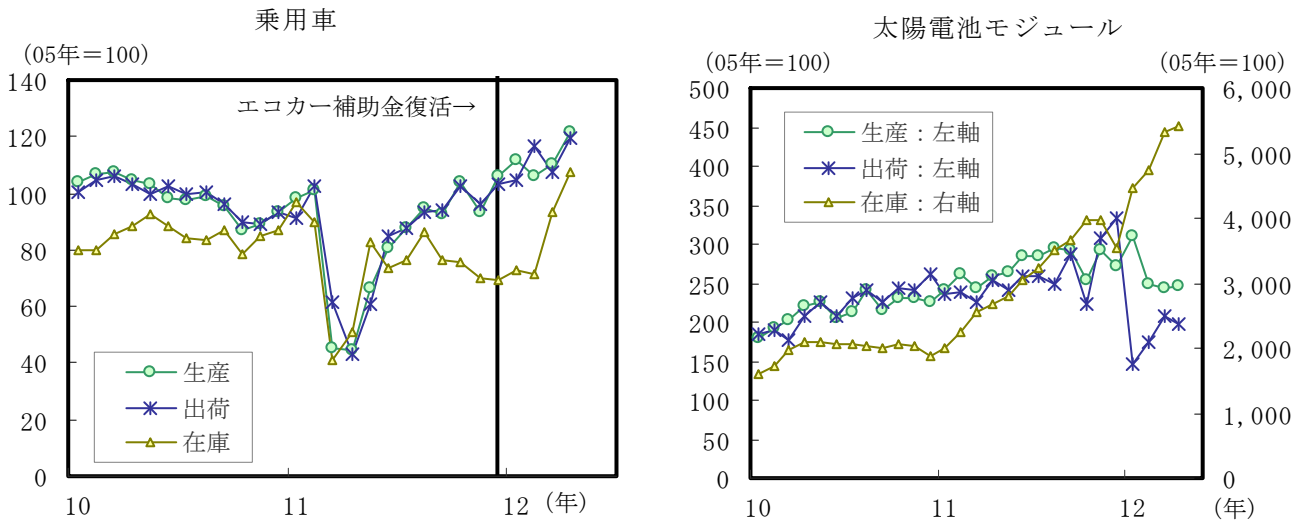 乗用車
(05年＝100)
140
120
100
80
60
40
20
0
エコカー補助金復活→
生産
出荷
在庫
10
11
12
(年)
太陽電池モジュール
(05年＝100)
(05年＝100)
500
450
400
350
300
250
200
150
100
50
0
生産：左軸
出荷：左軸
在庫：右軸
6,000
5,000
4,000
3,000
2,000
1,000
0
10
11
12
(年)